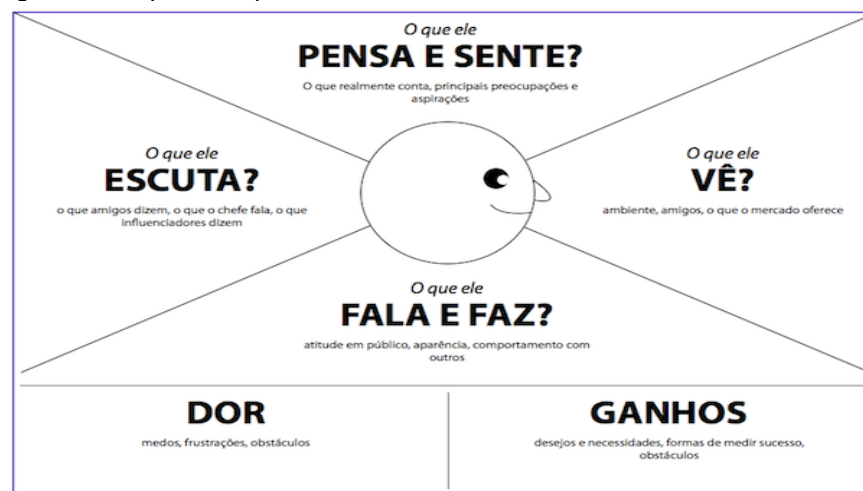 O que ele
PENSA E SENTE?
O que realmente conta, principais preocupações e
aspirações
O que ele
ESCUTA?
o que amigos dizem, o que o chefe fala, o que
influenciadores dizem
O que ele
VÊ?
ambiente, amigos, o que o mercado oferece
O que ele
FALA E FAZ?
atitude em público, aparência, comportamento com
outros
DOR
medos, frustrações, obstáculos
GANHOS
desejos e necessidades, formas de medir sucesso,
obstáculos